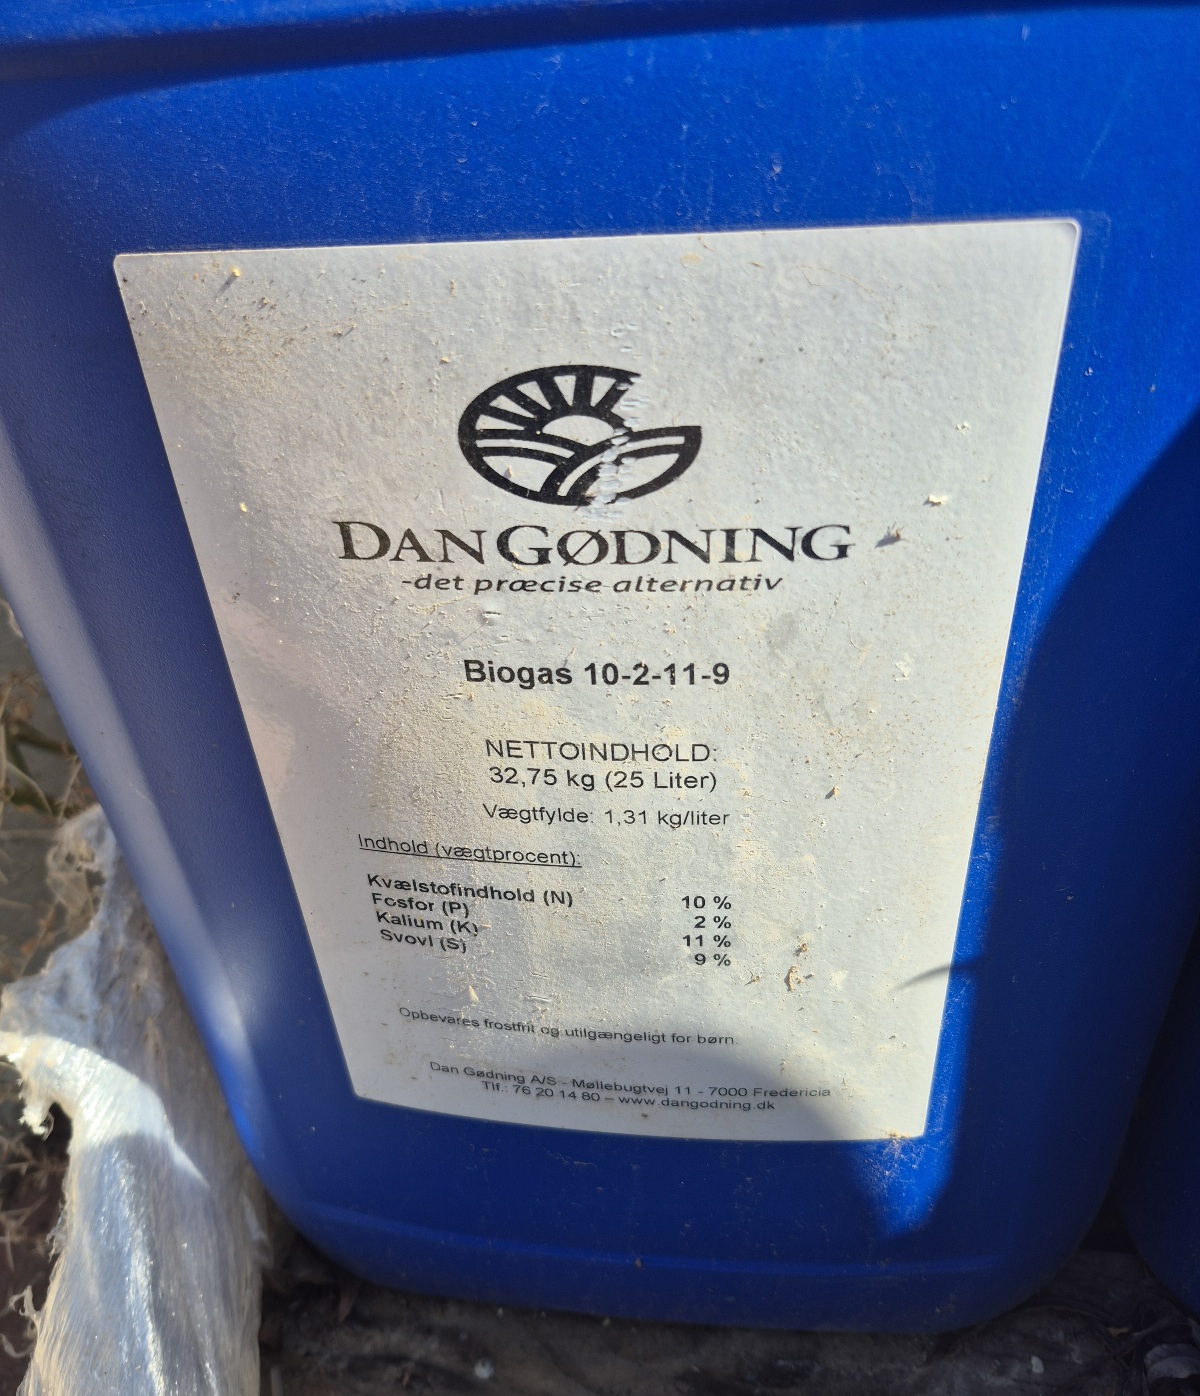 DANGØDNING
-det præcise alternativ
Biogas 10-2-11-9
NETTOINDHOLD:
32,75 kg (25 Liter)
Vægtfylde: 1,31 kg/liter
Indhold (vægtprocent):
Kvælstofindhold (N) 10 %
Fosfor (P) 2 %
Kalium (K) 11 %
Svovl (S) 9 %
Opbevares frostfrit og utilgængeligt for børn.
Dan Gødning A/S - Møllebugtvej 11 - 7000 Fredericia
Tlf.: 76 20 14 80 – www.dangodning.dk